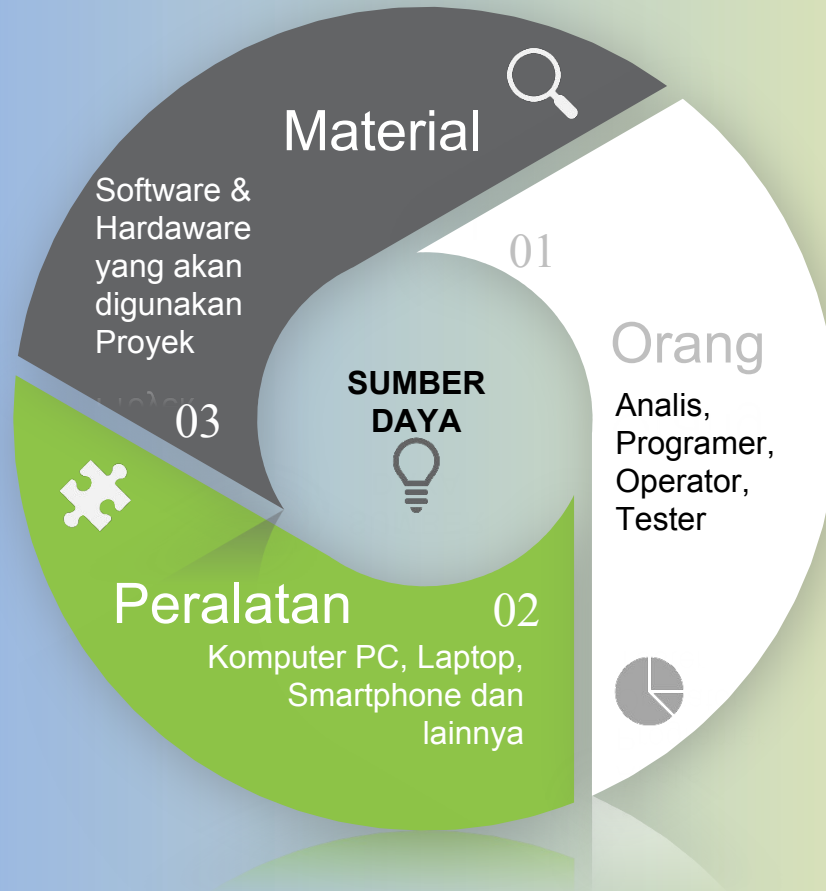 Material
Software &
Hardaware
yang akan
digunakan
Proyek
03
01
Orang
Analis,
Programer,
Operator,
Tester
SUMBER
DAYA
Peralatan
02
Komputer PC, Laptop,
Smartphone dan
lainnya